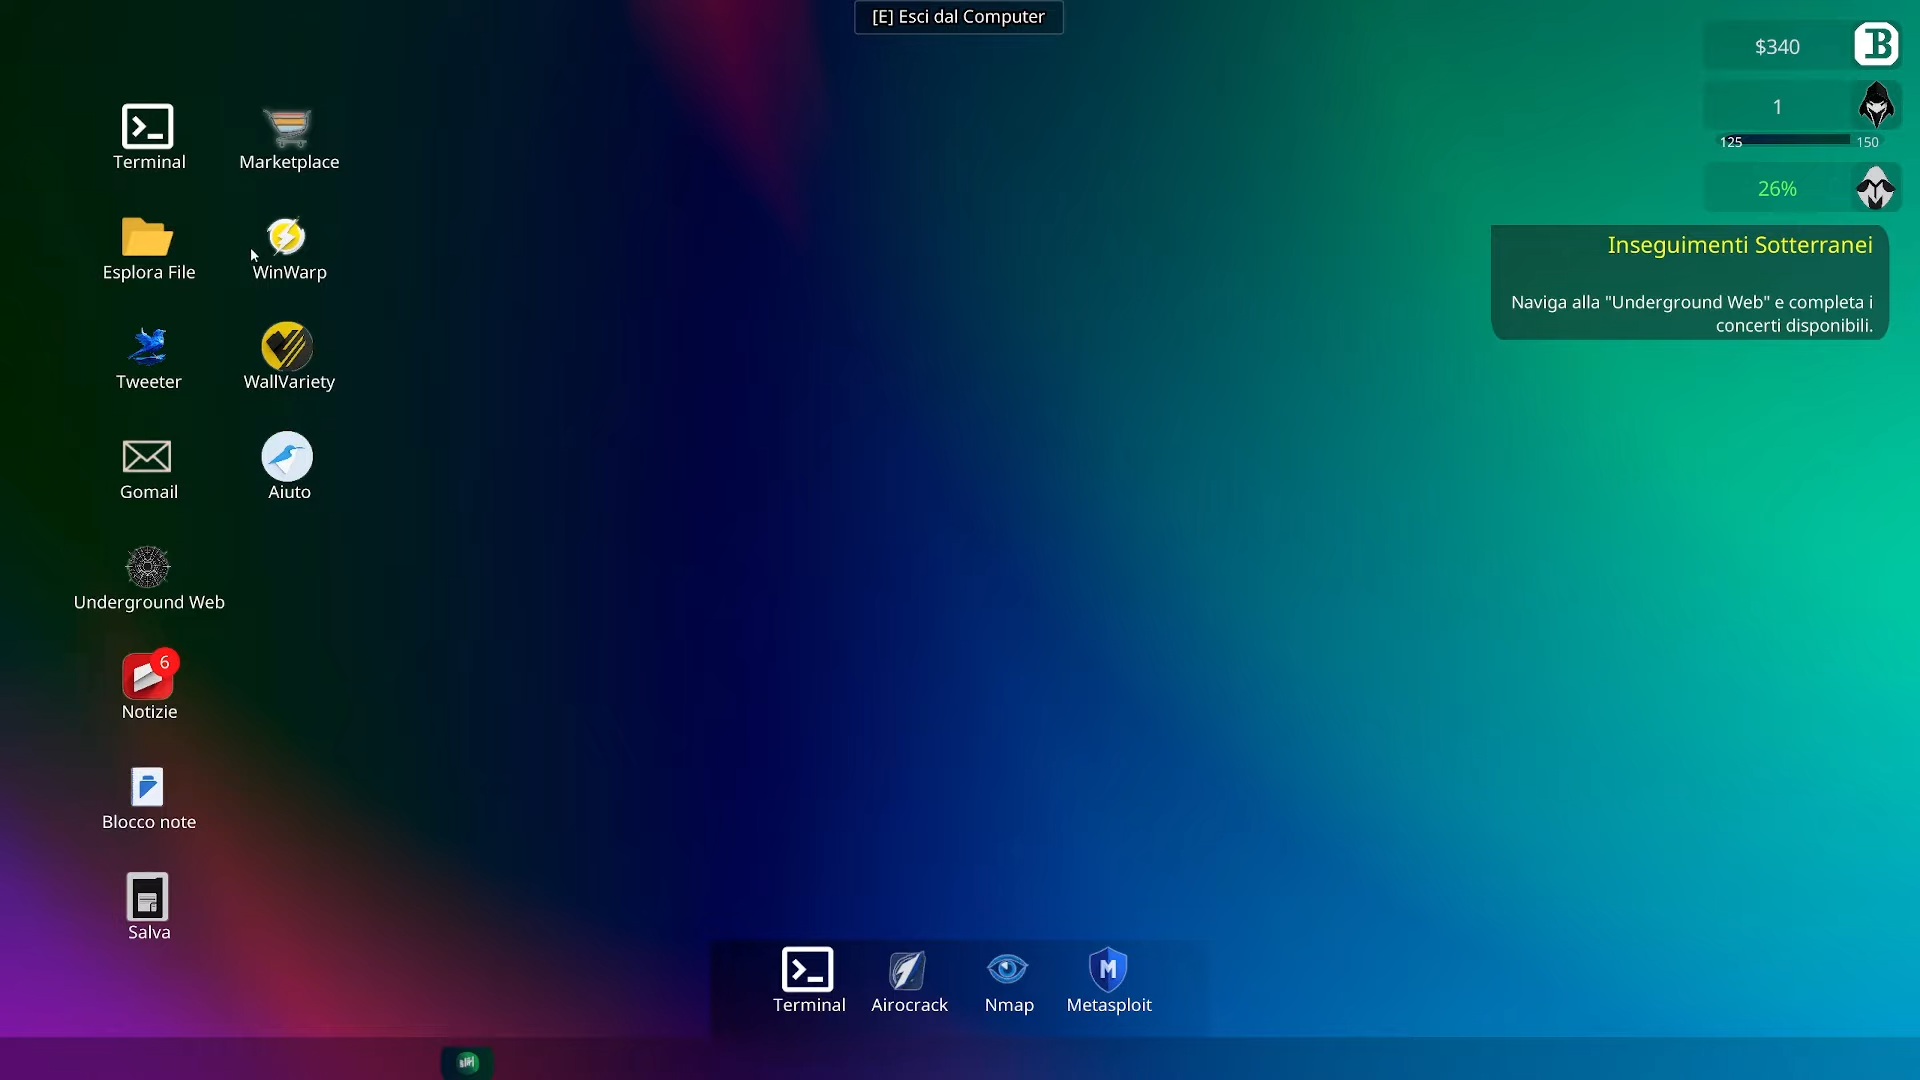 [E] Esci dal Computer
$340
B
1
125
150
26%
Inseguimenti Sotterranei
Naviga alla "Underground Web" e completa i
concerti disponibili.
Terminal
Marketplace
Esplora File
WinWarp
Tweeter
WallVariety
Gomail
Aiuto
Underground Web
6
Notizie
Blocco note
Salva
M
Terminal
Airocrack
Nmap
Metasploit